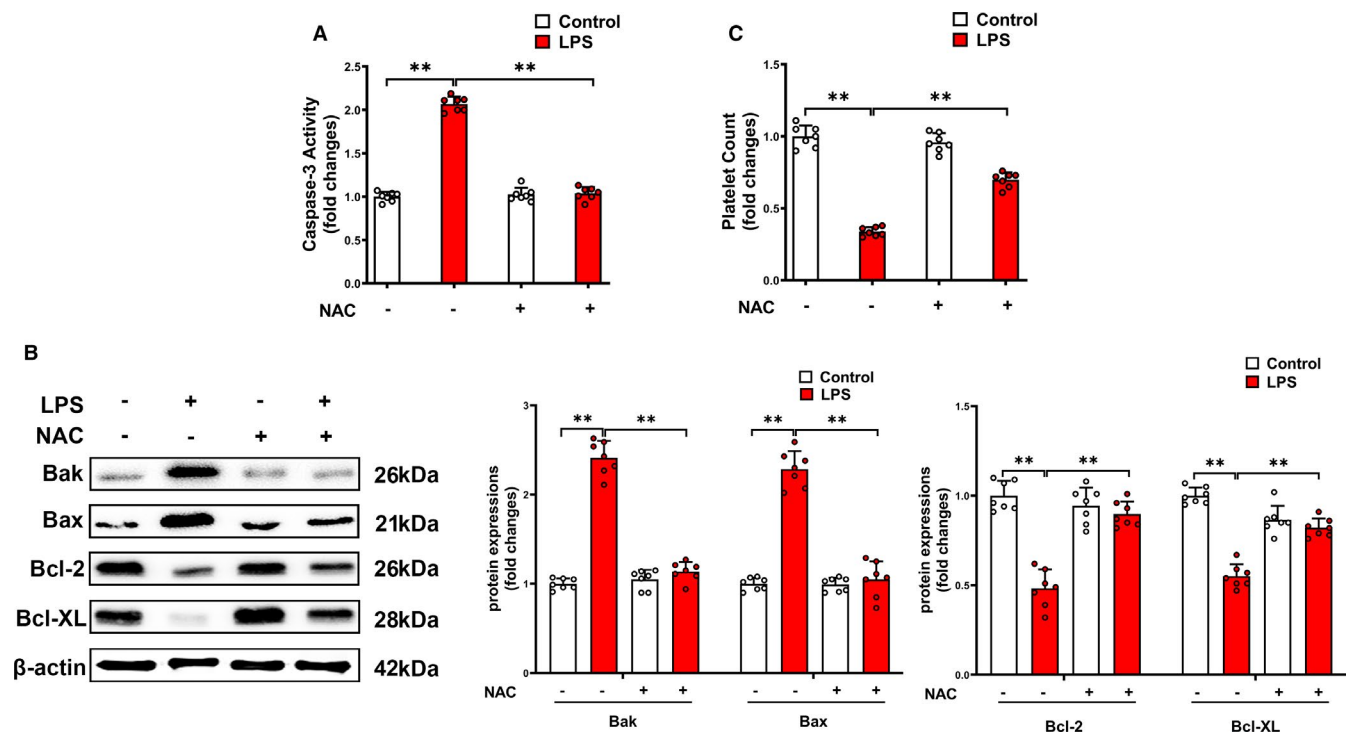 A
Control
LPS
Caspase-3 Activity
(fold changes)
2.5
2.0
1.5
1.0
0.5
0.0
** **
NAC - - + +
C
Control
LPS
Platelet Count
(fold changes)
1.5
1.0
0.5
0.0
** **
NAC - - + +
B
LPS - + - +
NAC - - + +
Bak 26kDa
Bax 21kDa
Bcl-2 26kDa
Bcl-XL 28kDa
β-actin 42kDa
Control
LPS
protein expressions
(fold changes)
3
2
1
0
** ** ** **
NAC - - + + - - + +
Bak Bax
Control
LPS
protein expressions
(fold changes)
1.5
1.0
0.5
0.0
** ** ** **
NAC - - + + - - + +
Bcl-2 Bcl-XL